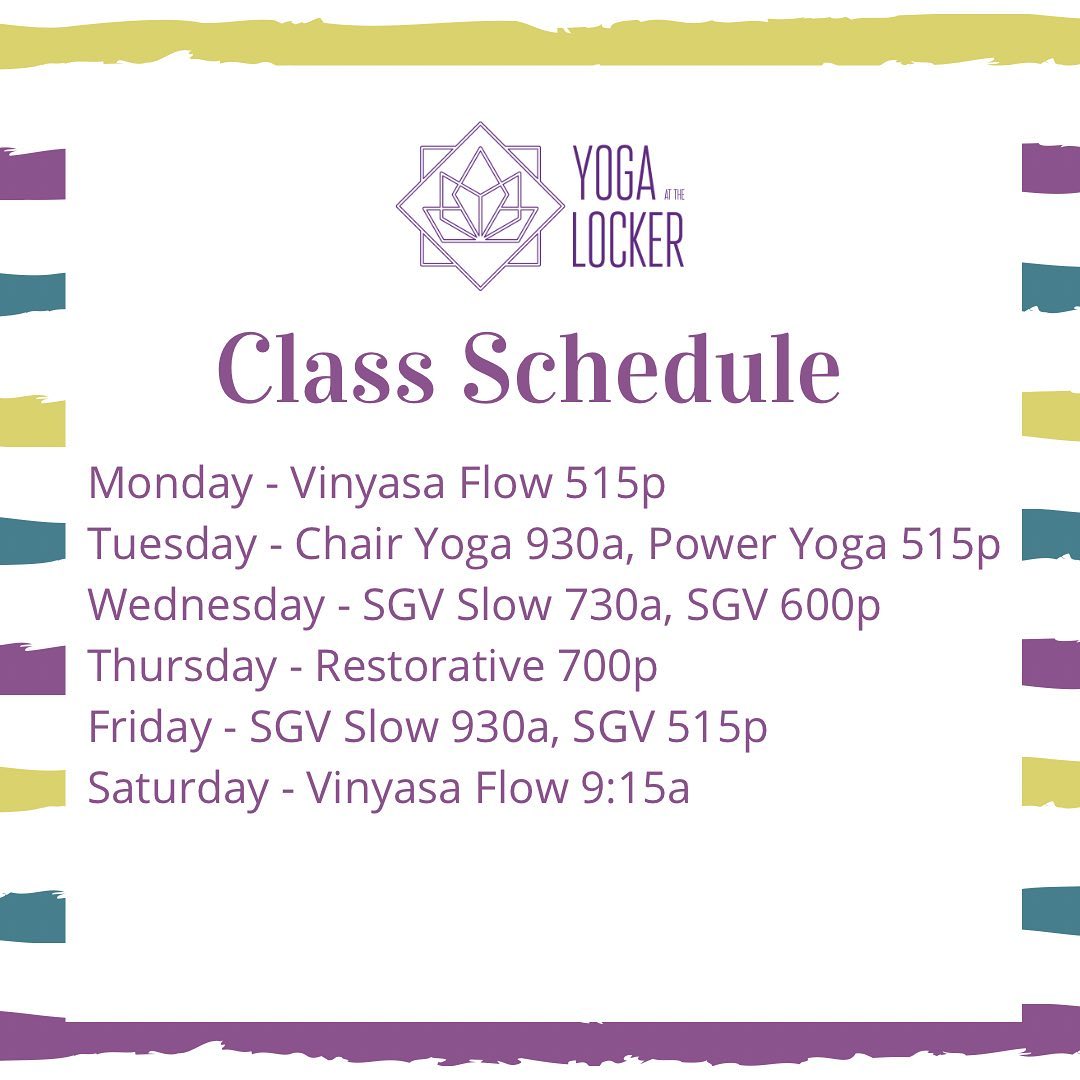 YOGA
AT THE
LOCKER
Class Schedule
Monday - Vinyasa Flow 515p
Tuesday - Chair Yoga 930a, Power Yoga 515p
Wednesday - SGV Slow 730a, SGV 600p
Thursday - Restorative 700p
Friday - SGV Slow 930a, SGV 515p
Saturday - Vinyasa Flow 9:15a